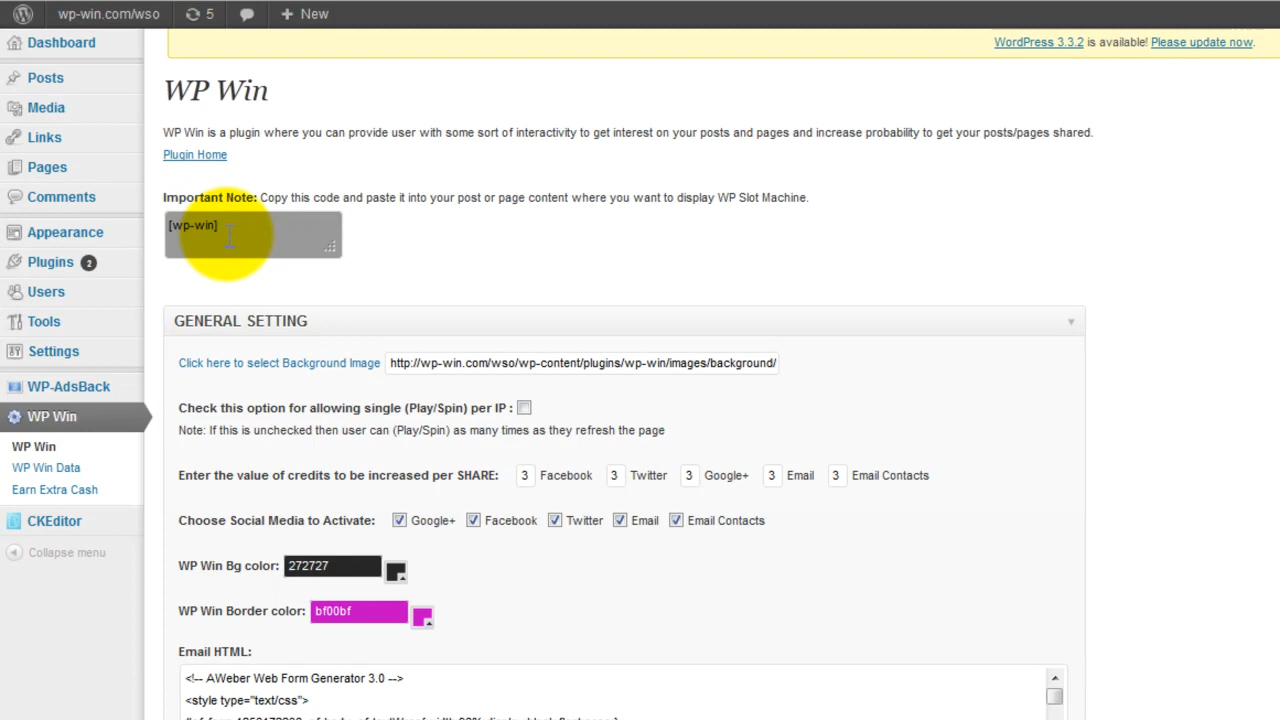 wp-win.com/wso 5 New
Dashboard
WordPress 3.3.2 is available! Please update now.
Posts
Media
Links
Pages
Comments
Appearance
Plugins 2
Users
Tools
Settings
WP-AdsBack
WP Win
WP Win
WP Win Data
Earn Extra Cash
CKEditor
Collapse menu
WP Win
WP Win is a plugin where you can provide user with some sort of interactivity to get interest on your posts and pages and increase probability to get your posts/pages shared.
Plugin Home
Important Note: Copy this code and paste it into your post or page content where you want to display WP Slot Machine.
[wp-win]
GENERAL SETTING
Click here to select Background Image http://wp-win.com/wso/wp-content/plugins/wp-win/images/background/
Check this option for allowing single (Play/Spin) per IP :
Note: If this is unchecked then user can (Play/Spin) as many times as they refresh the page
Enter the value of credits to be increased per SHARE: 3 Facebook 3 Twitter 3 Google+ 3 Email 3 Email Contacts
Choose Social Media to Activate: Google+ Facebook Twitter Email Email Contacts
WP Win Bg color: 272727
WP Win Border color: bf00bf
Email HTML:
<!-- AWeber Web Form Generator 3.0 -->
<style type="text/css">